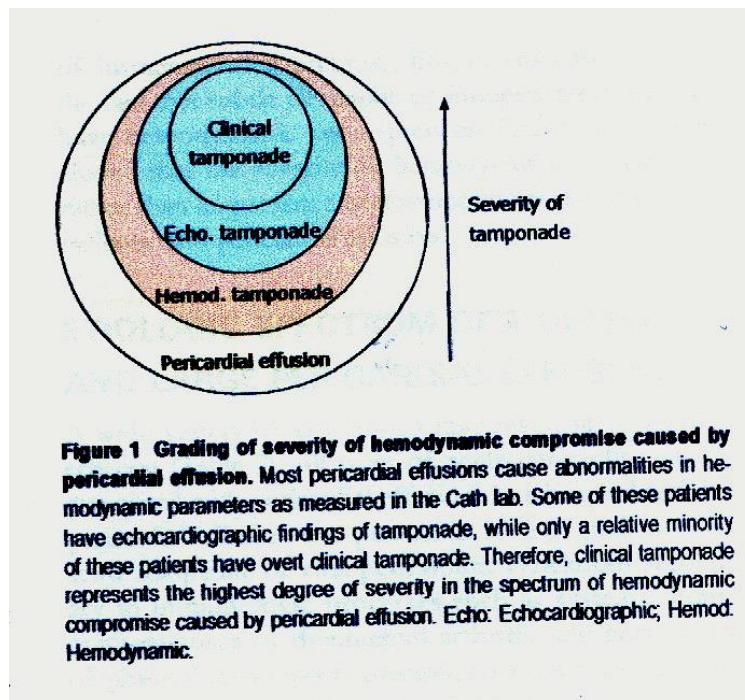 Clinical
tamponade
Echo. tamponade
Hemod. tamponade
Pericardial effusion
Severity of
tamponade
Figure 1 Grading of severity of hemodynamic compromise caused by
pericardial effusion. Most pericardial effusions cause abnormalities in he-
modynamic parameters as measured in the Cath lab. Some of these patients
have echocardiographic findings of tamponade, while only a relative minority
of these patients have overt clinical tamponade. Therefore, clinical tamponade
represents the highest degree of severity in the spectrum of hemodynamic
compromise caused by pericardial effusion. Echo: Echocardiographic; Hemod:
Hemodynamic.